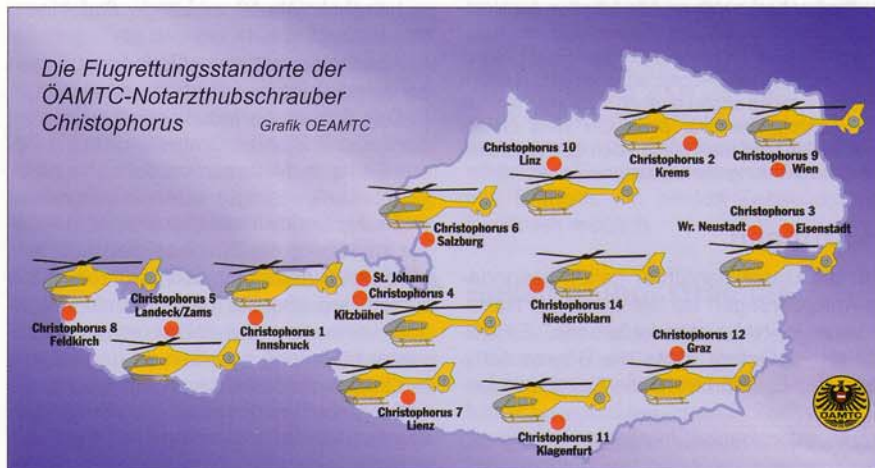 Die Flugrettungsstandorte der
ÖAMTC-Notarzthubschrauber
Christophorus
Grafik OEAMTC
Christophorus 10
Linz
Christophorus 2
Krems
Christophorus 9
Wien
Christophorus 6
Salzburg
Christophorus 3
Wr. Neustadt
Eisenstadt
St. Johann
Christophorus 4
Kitzbühel
Christophorus 5
Landeck/Zams
Christophorus 8
Feldkirch
Christophorus 1
Innsbruck
Christophorus 14
Niederöblarn
Christophorus 12
Graz
Christophorus 7
Lienz
Christophorus 11
Klagenfurt
ÖAMTC